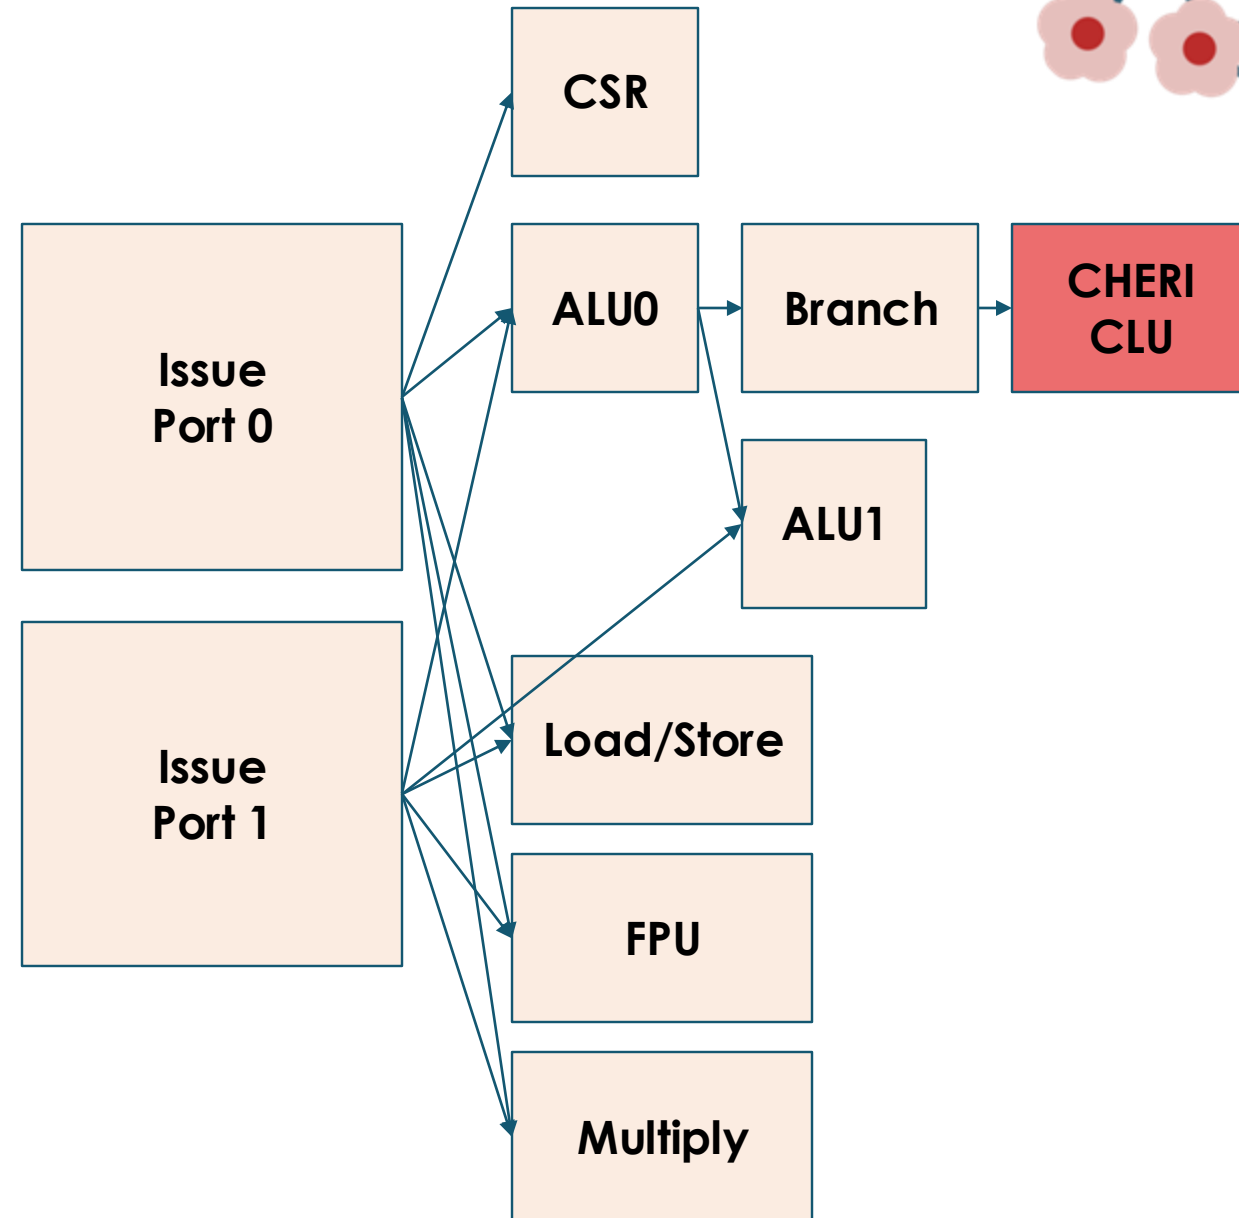 CSR
Issue
Port 0
ALU0
Branch
CHERI
CLU
ALU1
Issue
Port 1
Load/Store
FPU
Multiply